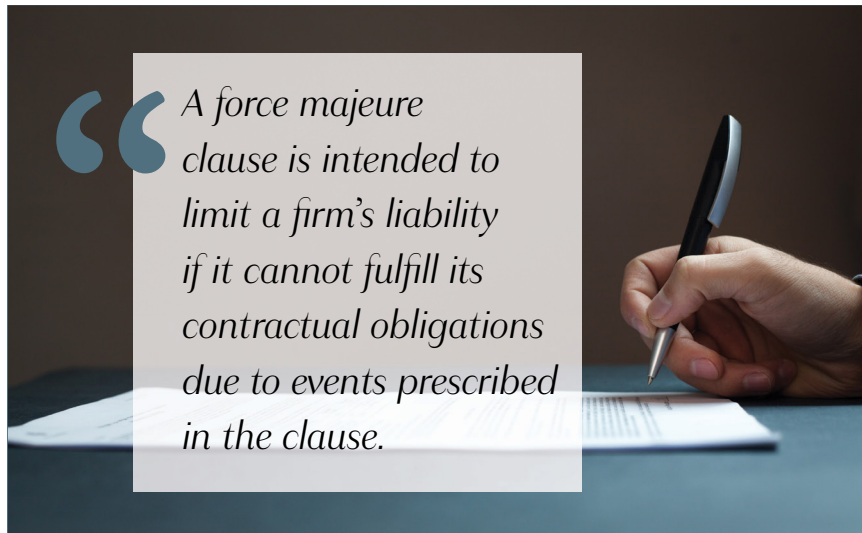 “A force majeure
clause is intended to
limit a firm’s liability
if it cannot fulfill its
contractual obligations
due to events prescribed
in the clause.